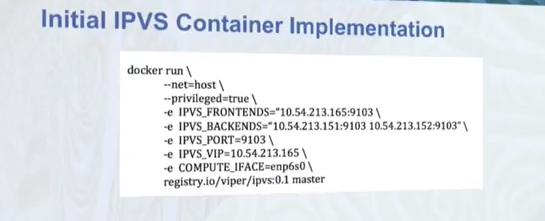 Initial IPVS Container Implementation
docker run \
--net=host \
--privileged=true \
-e IPVS_FRONTENDS="10.54.213.165:9103 \
-e IPVS_BACKENDS="10.54.213.151:9103 10.54.213.152:9103" \
-e IPVS_PORT=9103 \
-e IPVS_VIP=10.54.213.165 \
-e COMPUTE_IFACE=enp6s0 \
registry.io/viper/ipvs:0.1 master